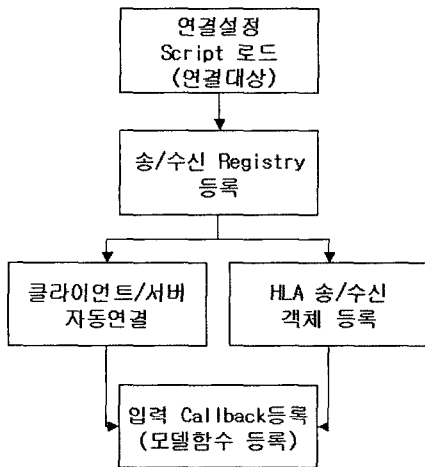 연결설정
Script 로드
(연결대상)
송/수신 Registry
등록
클라이언트/서버
자동연결
HLA 송/수신
객체 등록
입력 Callback등록
(모델함수 등록)